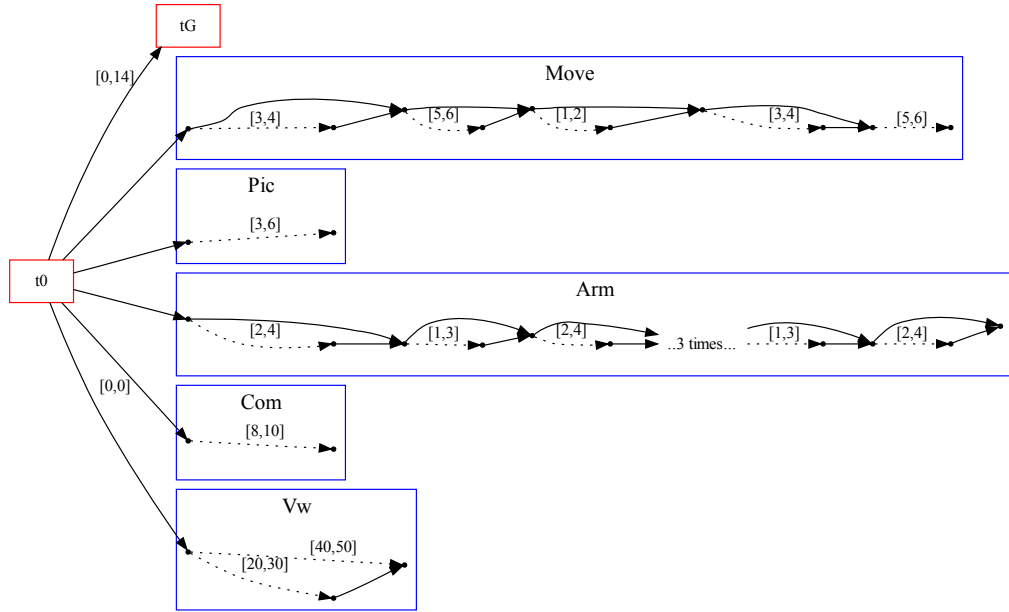 tG
[0,14]
Move
[3,4]
[5,6]
[1,2]
[3,4]
[5,6]
Pic
[3,6]
t0
Arm
[2,4]
[1,3]
[2,4]
..3 times...
[1,3]
[2,4]
[0,0]
Com
[8,10]
Vw
[40,50]
[20,30]